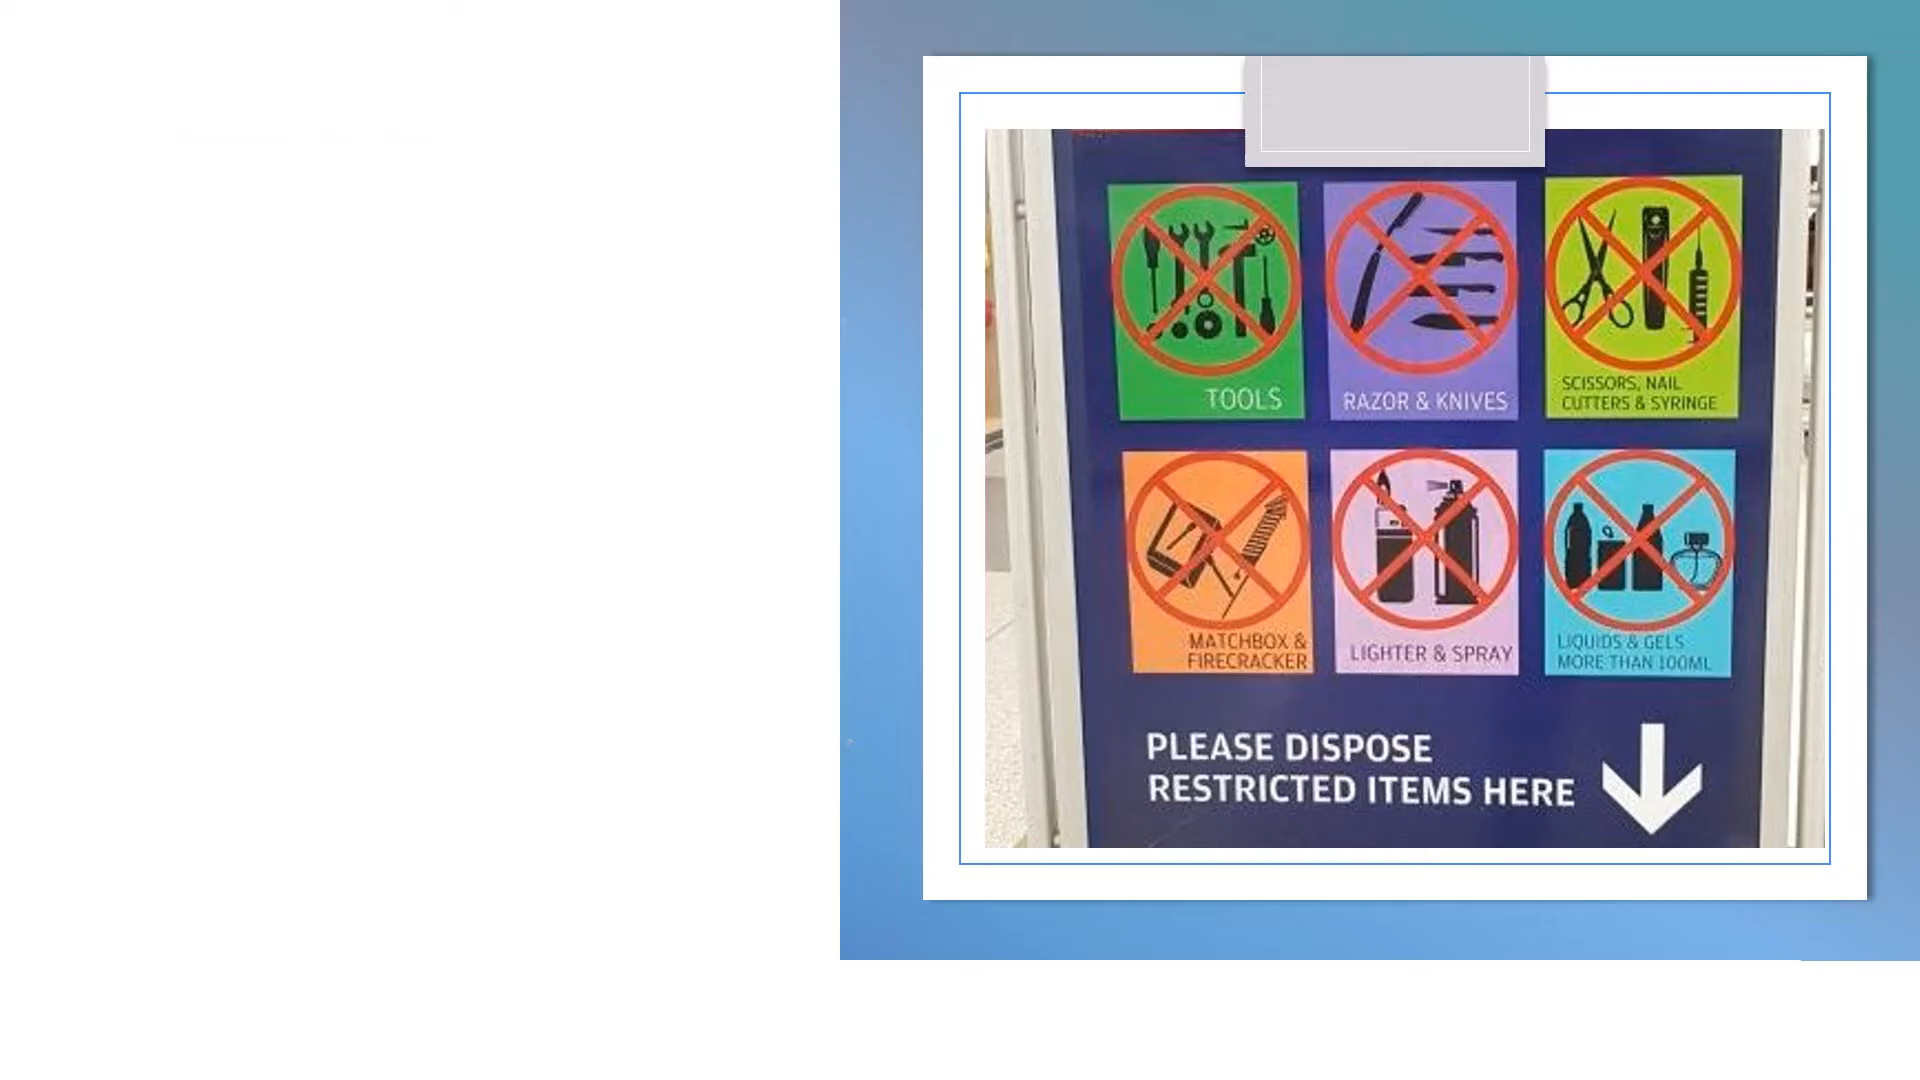 TOOLS
RAZOR & KNIVES
SCISSORS, NAIL
CUTTERS & SYRINGE
MATCHBOX &
FIRECRACKER
LIGHTER & SPRAY
LIQUIDS & GELS
MORE THAN 100ML
PLEASE DISPOSE
RESTRICTED ITEMS HERE